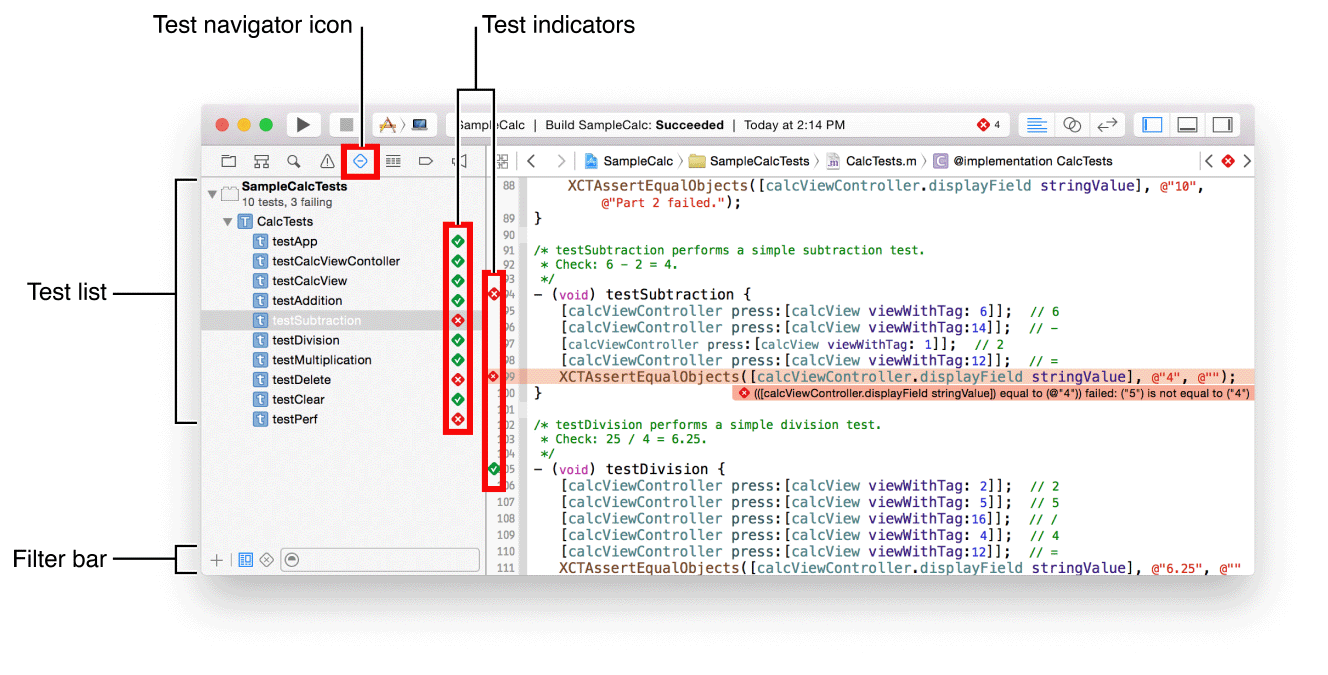 Test navigator icon
Test indicators
Test list
Filter bar
SampleCalc | Build SampleCalc: Succeeded | Today at 2:14 PM
4
SampleCalc
SampleCalcTests
CalcTests.m
@implementation CalcTests
SampleCalcTests
10 tests, 3 failing
CalcTests
testApp
testCalcViewContoller
testCalcView
testAddition
testSubtraction
testDivision
testMultiplication
testDelete
testClear
testPerf
88 XCTAssertEqualObjects([calcViewController.displayField stringValue], @"10",
@"Part 2 failed.");
89 }
90
91 /* testSubtraction performs a simple subtraction test.
92 * Check: 6 - 2 = 4.
93 */
94 - (void) testSubtraction {
95 [calcViewController press:[calcView viewWithTag: 6]]; // 6
96 [calcViewController press:[calcView viewWithTag:14]]; // -
97 [calcViewController press:[calcView viewWithTag: 1]]; // 2
98 [calcViewController press:[calcView viewWithTag:12]]; // =
99 XCTAssertEqualObjects([calcViewController.displayField stringValue], @"4", @"");
100 }
(([calcViewController.displayField stringValue]) equal to (@"4")) failed: ("5") is not equal to ("4")
101
102 /* testDivision performs a simple division test.
103 * Check: 25 / 4 = 6.25.
104 */
105 - (void) testDivision {
106 [calcViewController press:[calcView viewWithTag: 2]]; // 2
107 [calcViewController press:[calcView viewWithTag: 5]]; // 5
108 [calcViewController press:[calcView viewWithTag:16]]; // /
109 [calcViewController press:[calcView viewWithTag: 4]]; // 4
110 [calcViewController press:[calcView viewWithTag:12]]; // =
111 XCTAssertEqualObjects([calcViewController.displayField stringValue], @"6.25", @""